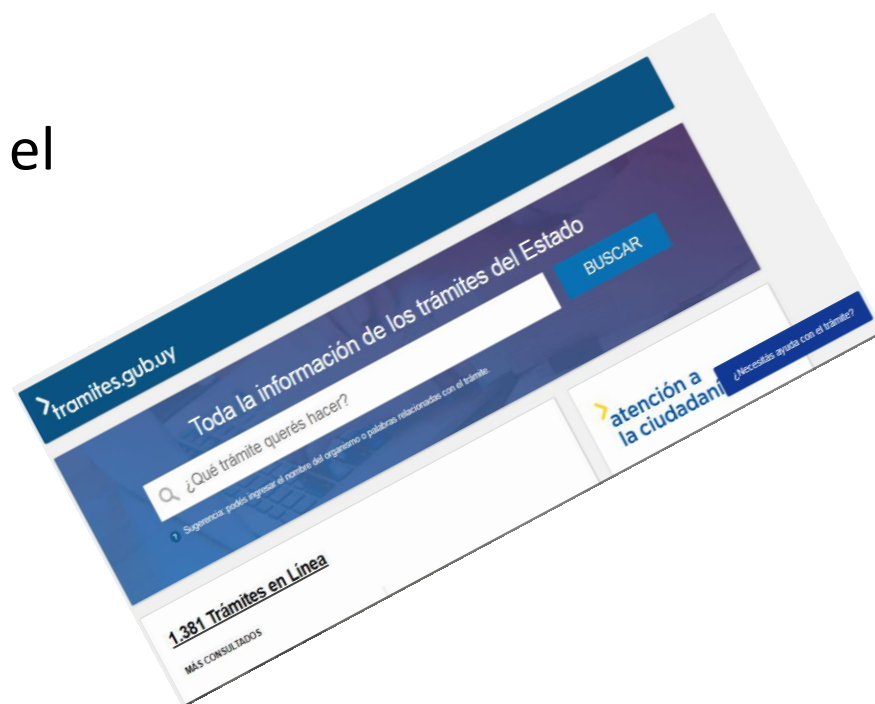 el
tramites.gub.uy
Toda la información de los trámites del Estado
¿Qué trámite querés hacer?
BUSCAR
Sugerencia: podés ingresar el nombre del organismo o palabras relacionadas con el trámite.
1.381 Trámites en Línea
MÁS CONSULTADOS
atención a
la ciudadaní
¿Necesitás ayuda con el trámite?